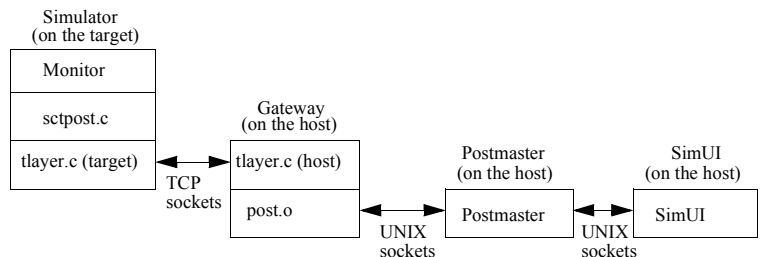 Simulator
(on the target)
Monitor
sctpost.c
tlayer.c (target)
TCP
sockets
Gateway
(on the host)
tlayer.c (host)
post.o
UNIX
sockets
Postmaster
(on the host)
Postmaster
UNIX
sockets
SimUI
(on the host)
SimUI